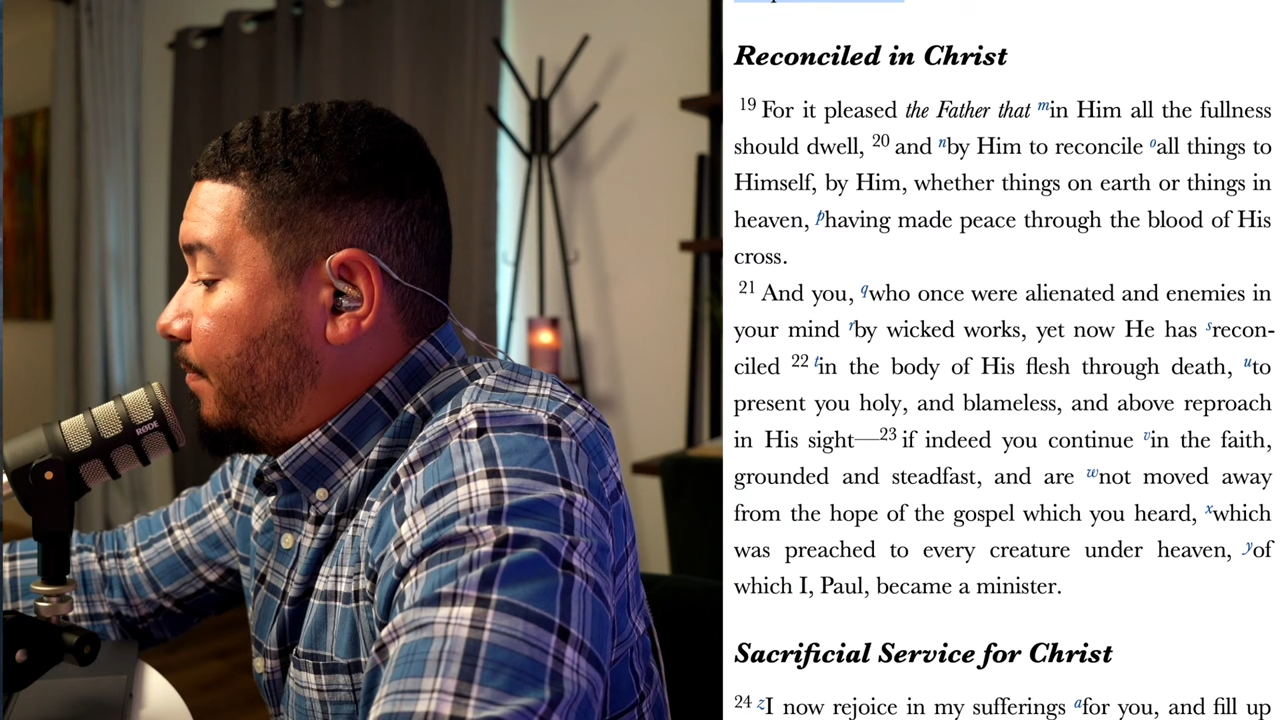 Reconciled in Christ
19 For it pleased the Father that m in Him all the fullness
should dwell, 20 and n by Him to reconcile o all things to
Himself, by Him, whether things on earth or things in
heaven, p having made peace through the blood of His
cross.
21 And you, q who once were alienated and enemies in
your mind r by wicked works, yet now He has s recon-
ciled 22 t in the body of His flesh through death, u to
present you holy, and blameless, and above reproach
in His sight—23 if indeed you continue v in the faith,
grounded and steadfast, and are w not moved away
from the hope of the gospel which you heard, x which
was preached to every creature under heaven, y of
which I, Paul, became a minister.
Sacrificial Service for Christ
24 z I now rejoice in my sufferings a for you, and fill up
RØDE